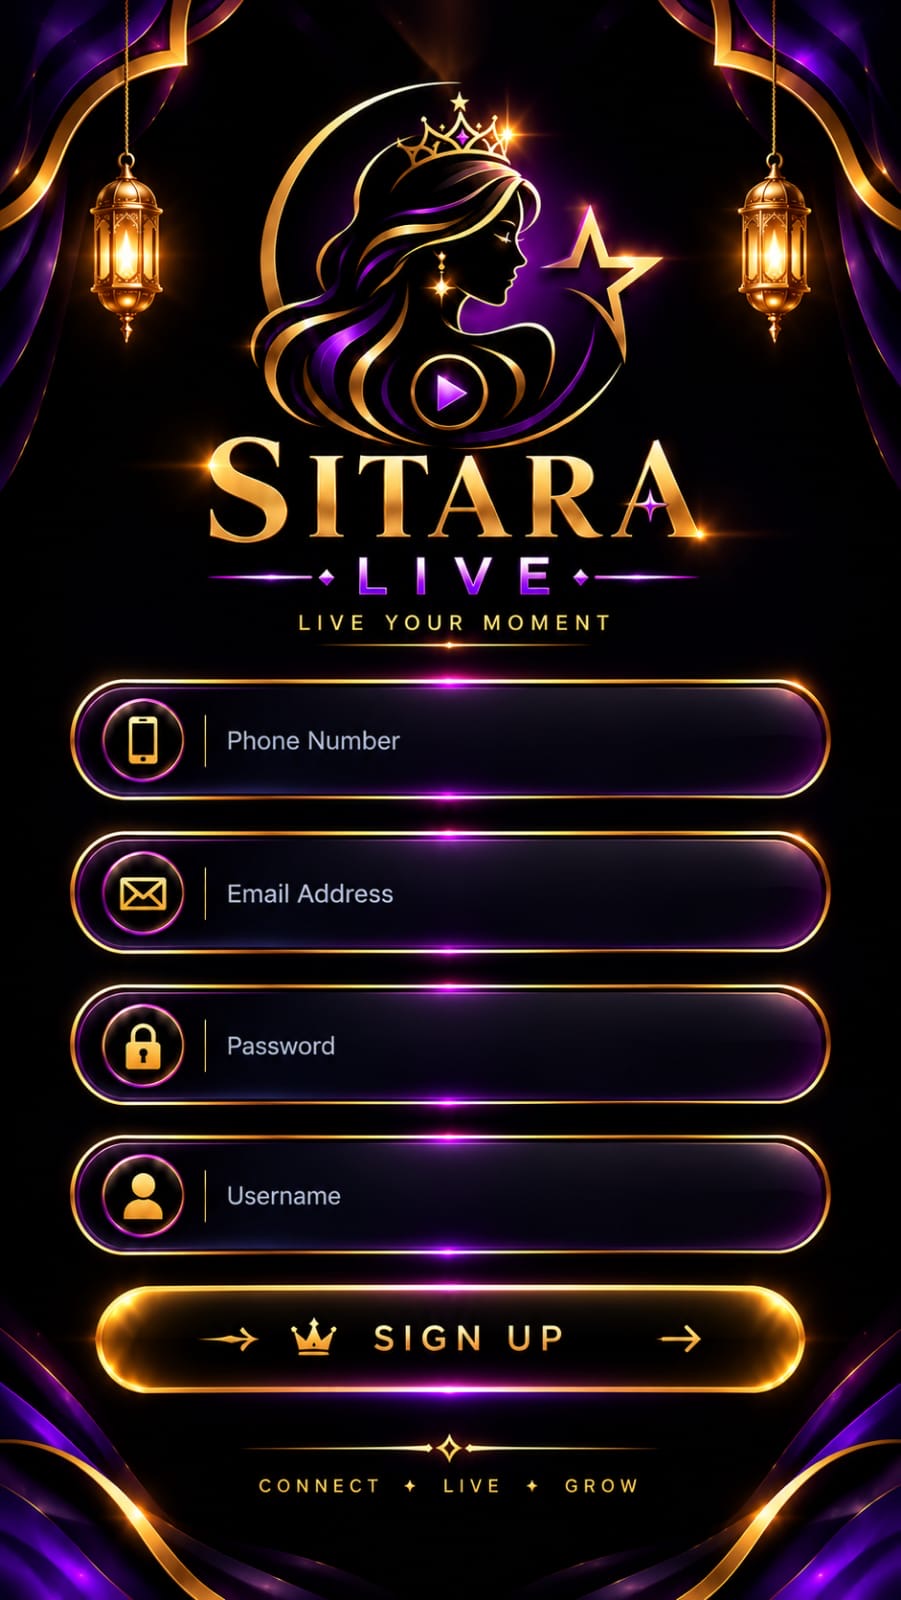 SITARA
LIVE
LIVE YOUR MOMENT
Phone Number
Email Address
Password
Username
SIGN UP
CONNECT ✦ LIVE ✦ GROW